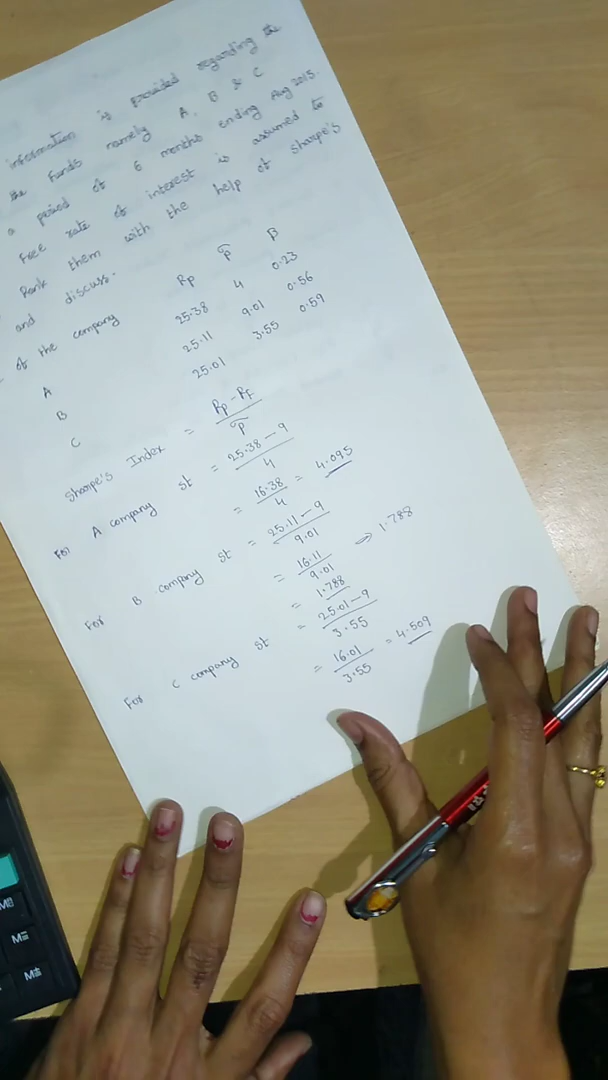 information is provided regarding the
the funds namely A, B & C
a period of 6 months ending Aug 2015.
free rate of interest is assumed to
Rank them with the help of sharpe's
and discuss.
of the company Rp σp β
A 25.38 4 0.23
B 25.11 9.01 0.56
C 25.01 3.55 0.59
Sharpe's Index = Rp - Rf / σp
For A company st = 25.38 - 9 / 4
= 16.38 / 4 = 4.095
For B company st = 25.11 - 9 / 9.01
= 16.11 / 9.01 => 1.788
= 1.788
For C company st = 25.01 - 9 / 3.55
= 16.01 / 3.55 = 4.509
M=